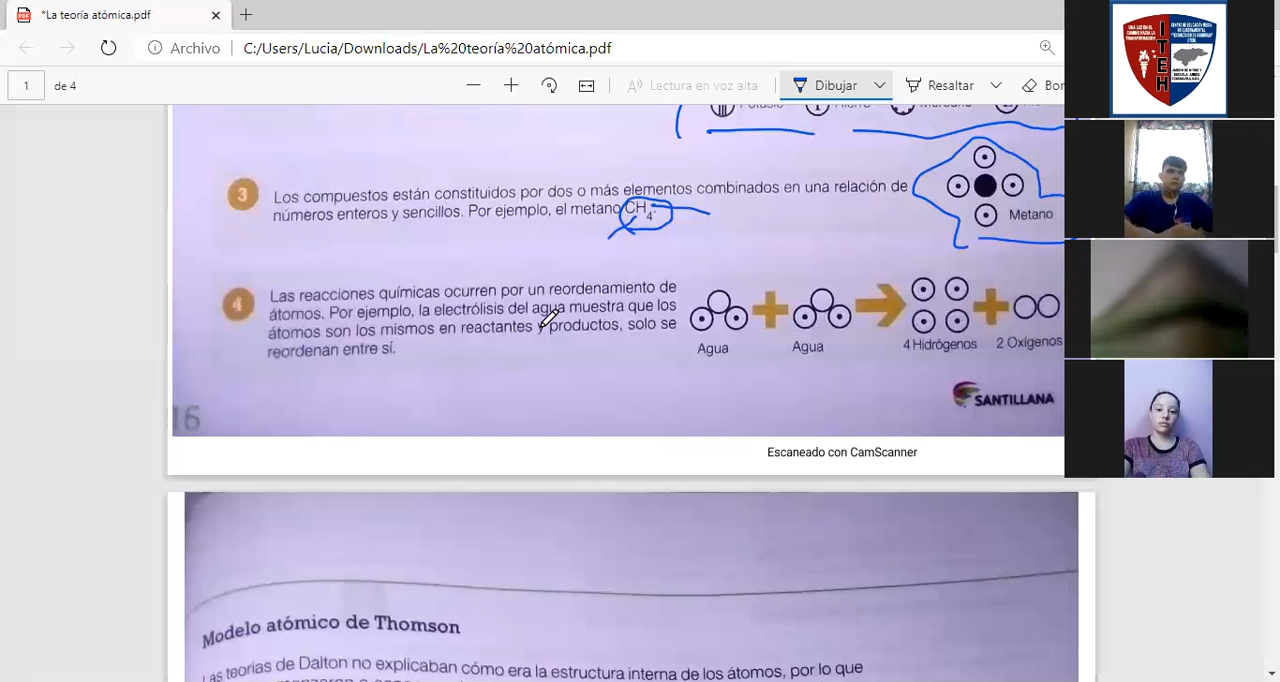 *La teoría atómica.pdf
Archivo
C:/Users/Lucia/Downloads/La%20teoría%20atómica.pdf
1
de 4
Lectura en voz alta
Dibujar
Resaltar
Bor
ITEH
3
Los compuestos están constituidos por dos o más elementos combinados en una relación de
números enteros y sencillos. Por ejemplo, el metano CH4.
Metano
4
Las reacciones químicas ocurren por un reordenamiento de
átomos. Por ejemplo, la electrólisis del agua muestra que los
átomos son los mismos en reactantes y productos, solo se
reordenan entre sí.
Agua
Agua
4 Hidrógenos
2 Oxígenos
SANTILLANA
16
Escaneado con CamScanner
Modelo atómico de Thomson
Las teorías de Dalton no explicaban cómo era la estructura interna de los átomos, por lo que